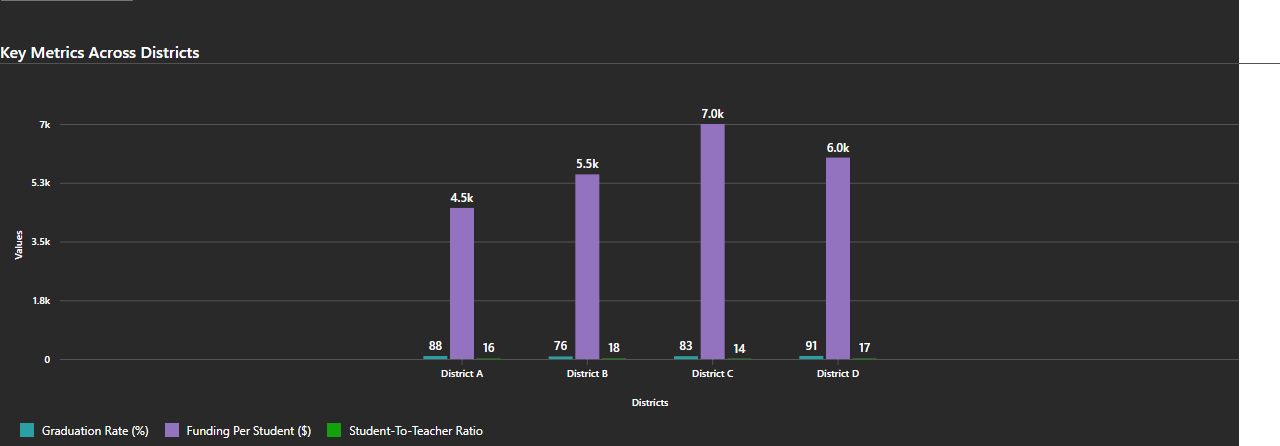 Key Metrics Across Districts
7.0k
7k
6.0k
5.5k
5.3k
4.5k
Values
3.5k
1.8k
88 16 76 18 83 14 91 17
0
District A District B District C District D
Districts
Graduation Rate (%) Funding Per Student ($) Student-To-Teacher Ratio